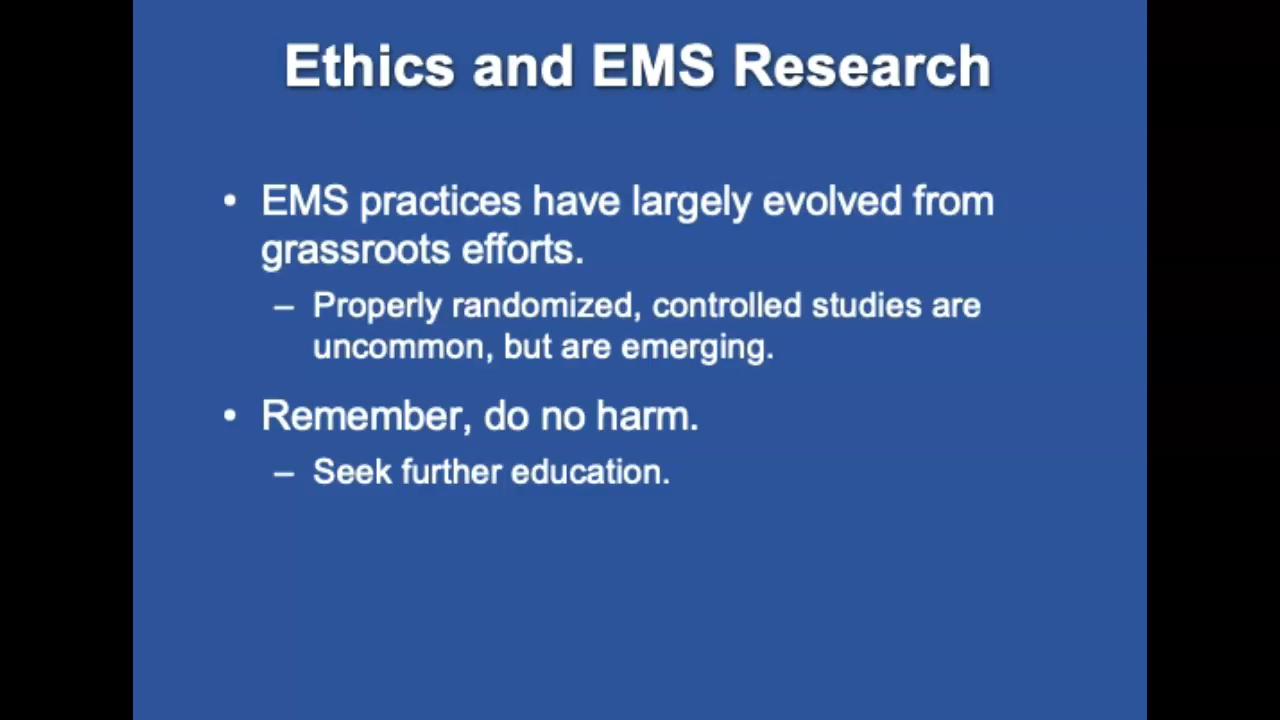 Ethics and EMS Research
• EMS practices have largely evolved from
grassroots efforts.
– Properly randomized, controlled studies are
uncommon, but are emerging.
• Remember, do no harm.
– Seek further education.